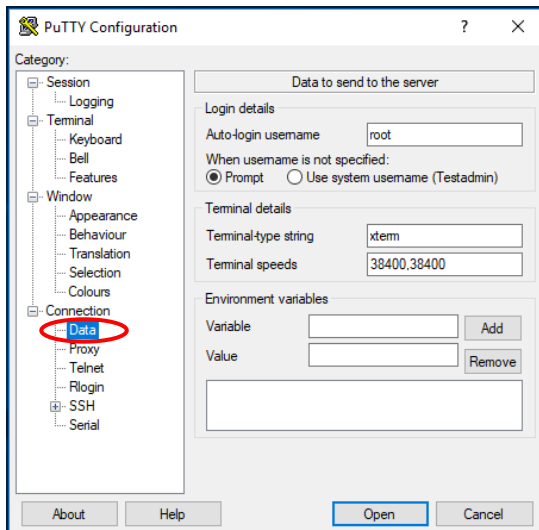 PuTTY Configuration ? ×
Category:
Session
Logging
Terminal
Keyboard
Bell
Features
Window
Appearance
Behaviour
Translation
Selection
Colours
Connection
Data
Proxy
Telnet
Rlogin
SSH
Serial
Data to send to the server
Login details
Auto-login username root
When username is not specified:
Prompt Use system username (Testadmin)
Terminal details
Terminal-type string xterm
Terminal speeds 38400,38400
Environment variables
Variable Add
Value Remove
About Help Open Cancel